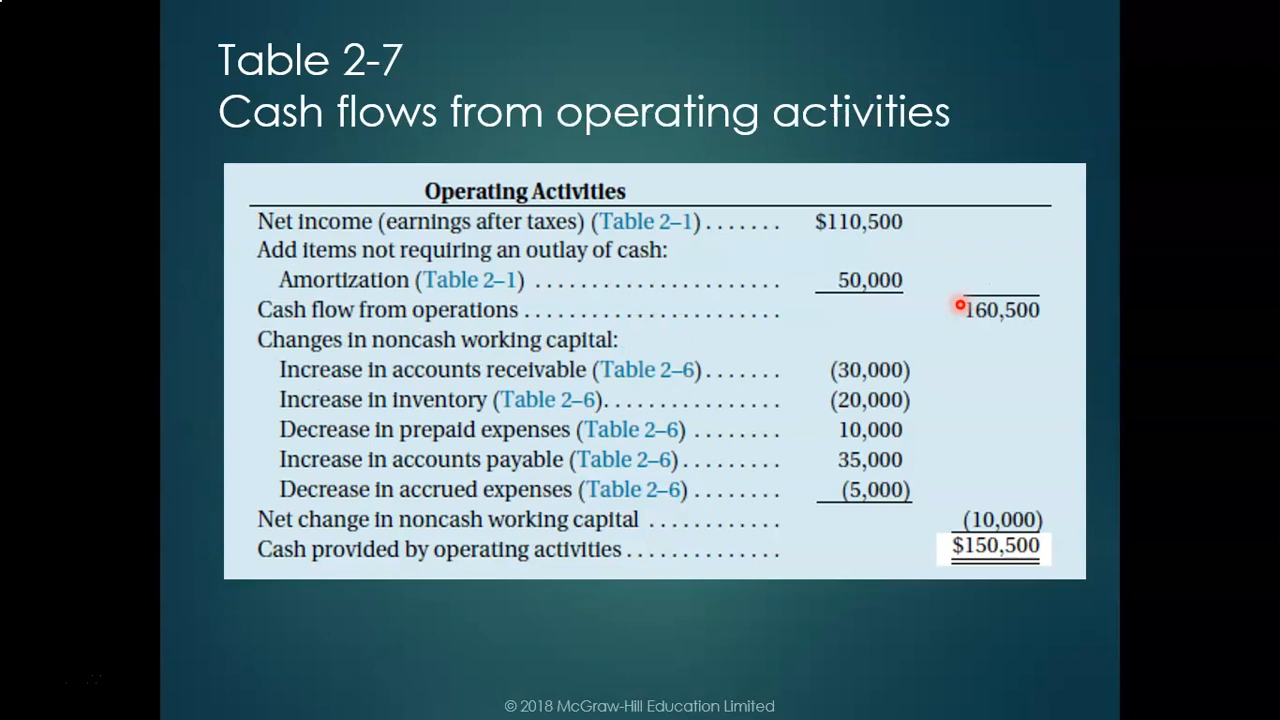 Table 2-7
Cash flows from operating activities
Operating Activities
Net income (earnings after taxes) (Table 2–1) . . . . . . . $110,500
Add items not requiring an outlay of cash:
Amortization (Table 2–1) . . . . . . . . . . . . . . . . . . . . . . . 50,000
Cash flow from operations . . . . . . . . . . . . . . . . . . . . . . . . 160,500
Changes in noncash working capital:
Increase in accounts receivable (Table 2–6) . . . . . . . (30,000)
Increase in inventory (Table 2–6). . . . . . . . . . . . . . . . (20,000)
Decrease in prepaid expenses (Table 2–6) . . . . . . . . 10,000
Increase in accounts payable (Table 2–6) . . . . . . . . . 35,000
Decrease in accrued expenses (Table 2–6) . . . . . . . . (5,000)
Net change in noncash working capital . . . . . . . . . . . . (10,000)
Cash provided by operating activities . . . . . . . . . . . . . . $150,500
© 2018 McGraw-Hill Education Limited